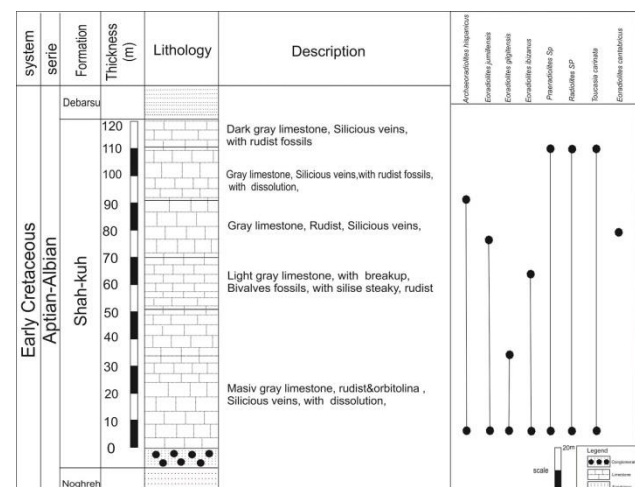 system
serie
Formation
Thickness
(m)
Lithology
Description
Archaeoradiolites hispanicus
Eoradiolites jumillensis
Eoradiolites gilgitensis
Eoradiolites ibizanus
Praeradiolites Sp
Radiolites SP
Toucasia carinata
Eoradiolites cantabricus
Early Cretaceous
Aptian-Albian
Debarsu
Shah-kuh
Noghreh
120
110
100
90
80
70
60
50
40
30
20
10
0
Dark gray limestone, Silicious veins,
with rudist fossils
Gray limestone, Silicious veins,with rudist fossils,
with dissolution,
Gray limestone, Rudist, Silicious veins,
Light gray limestone, with breakup,
Bivalves fossils, with silise steaky, rudist
Masiv gray limestone, rudist&orbitolina ,
Silicious veins, with dissolution,
20m
scale
0
Legend
Limestone